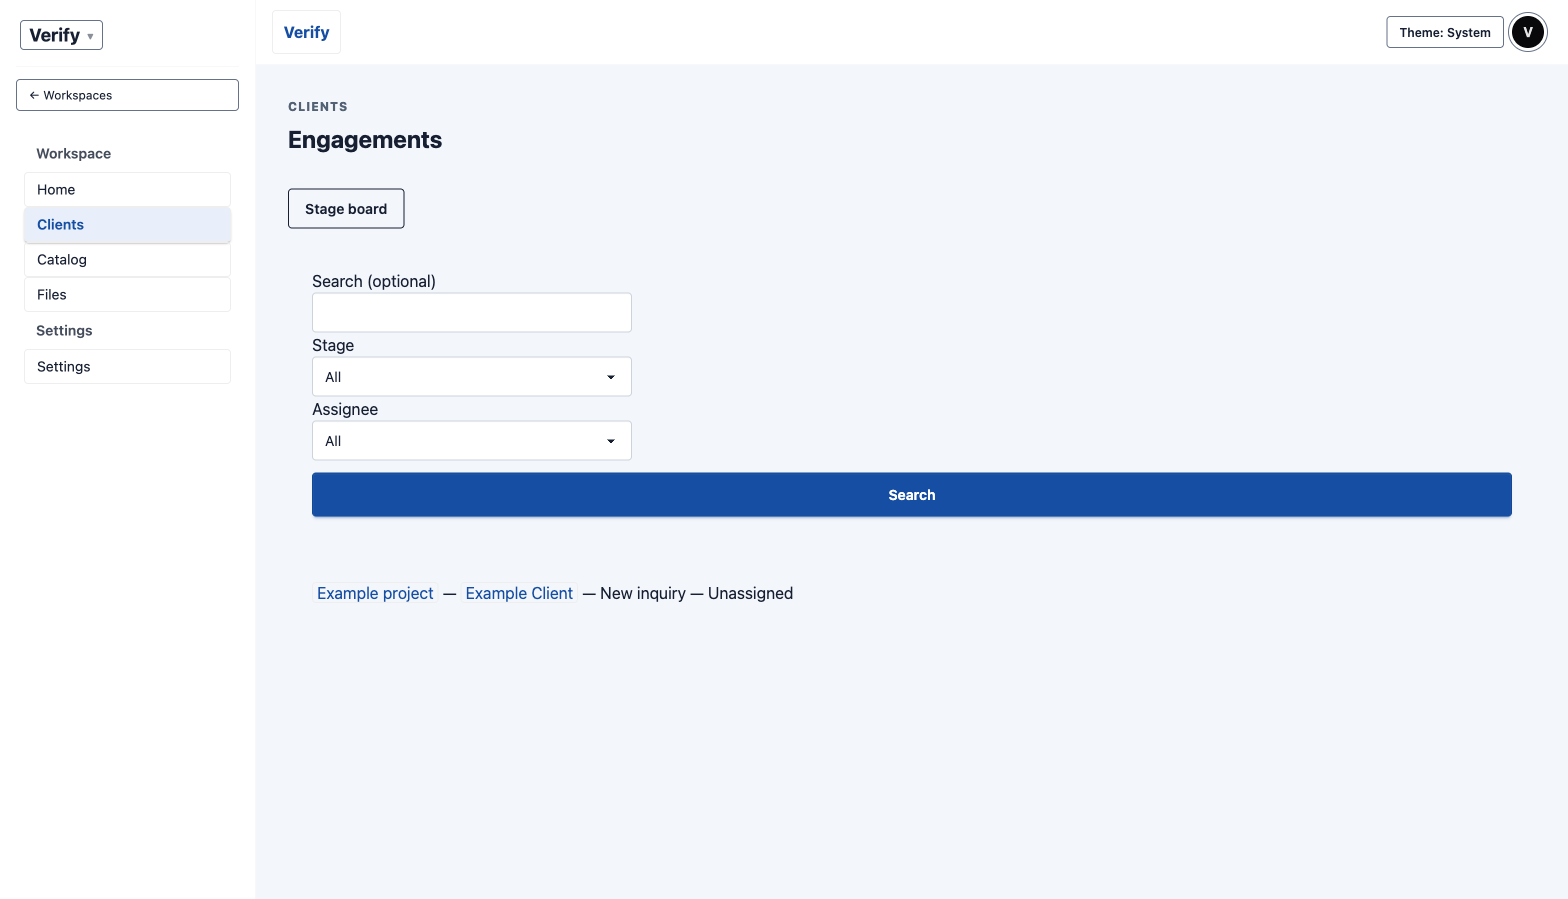 Verify ▾
← Workspaces
Workspace
Home
Clients
Catalog
Files
Settings
Settings
Verify
Theme: System
V
CLIENTS
Engagements
Stage board
Search (optional)
Stage
All
Assignee
All
Search
Example project — Example Client — New inquiry — Unassigned